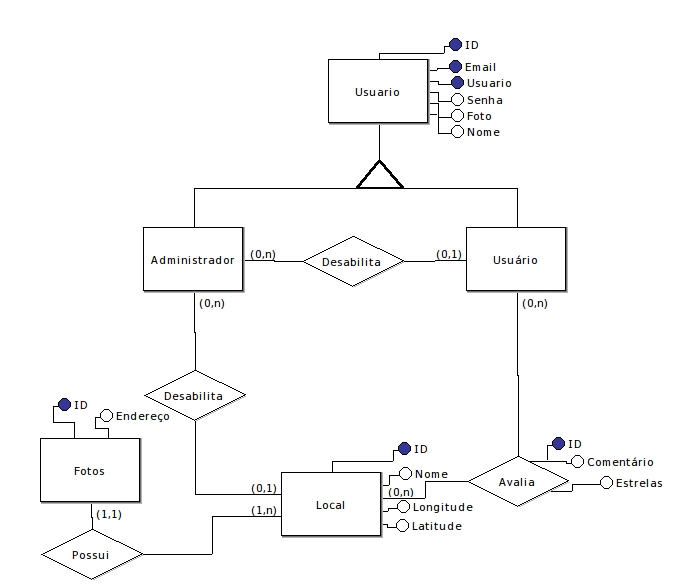 ID
Email
Usuario
Usuario
Senha
Foto
Nome
Administrador
(0,n)
Desabilita
(0,1)
Usuário
(0,n)
(0,n)
Desabilita
ID
Endereço
Fotos
ID
ID
Comentário
Nome
(0,n)
Avalia
Estrelas
(0,1)
Local
Longitude
(1,n)
(1,1)
Latitude
Possui